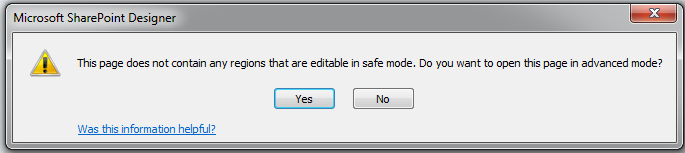 Microsoft SharePoint Designer
This page does not contain any regions that are editable in safe mode. Do you want to open this page in advanced mode?
Yes No
Was this information helpful?